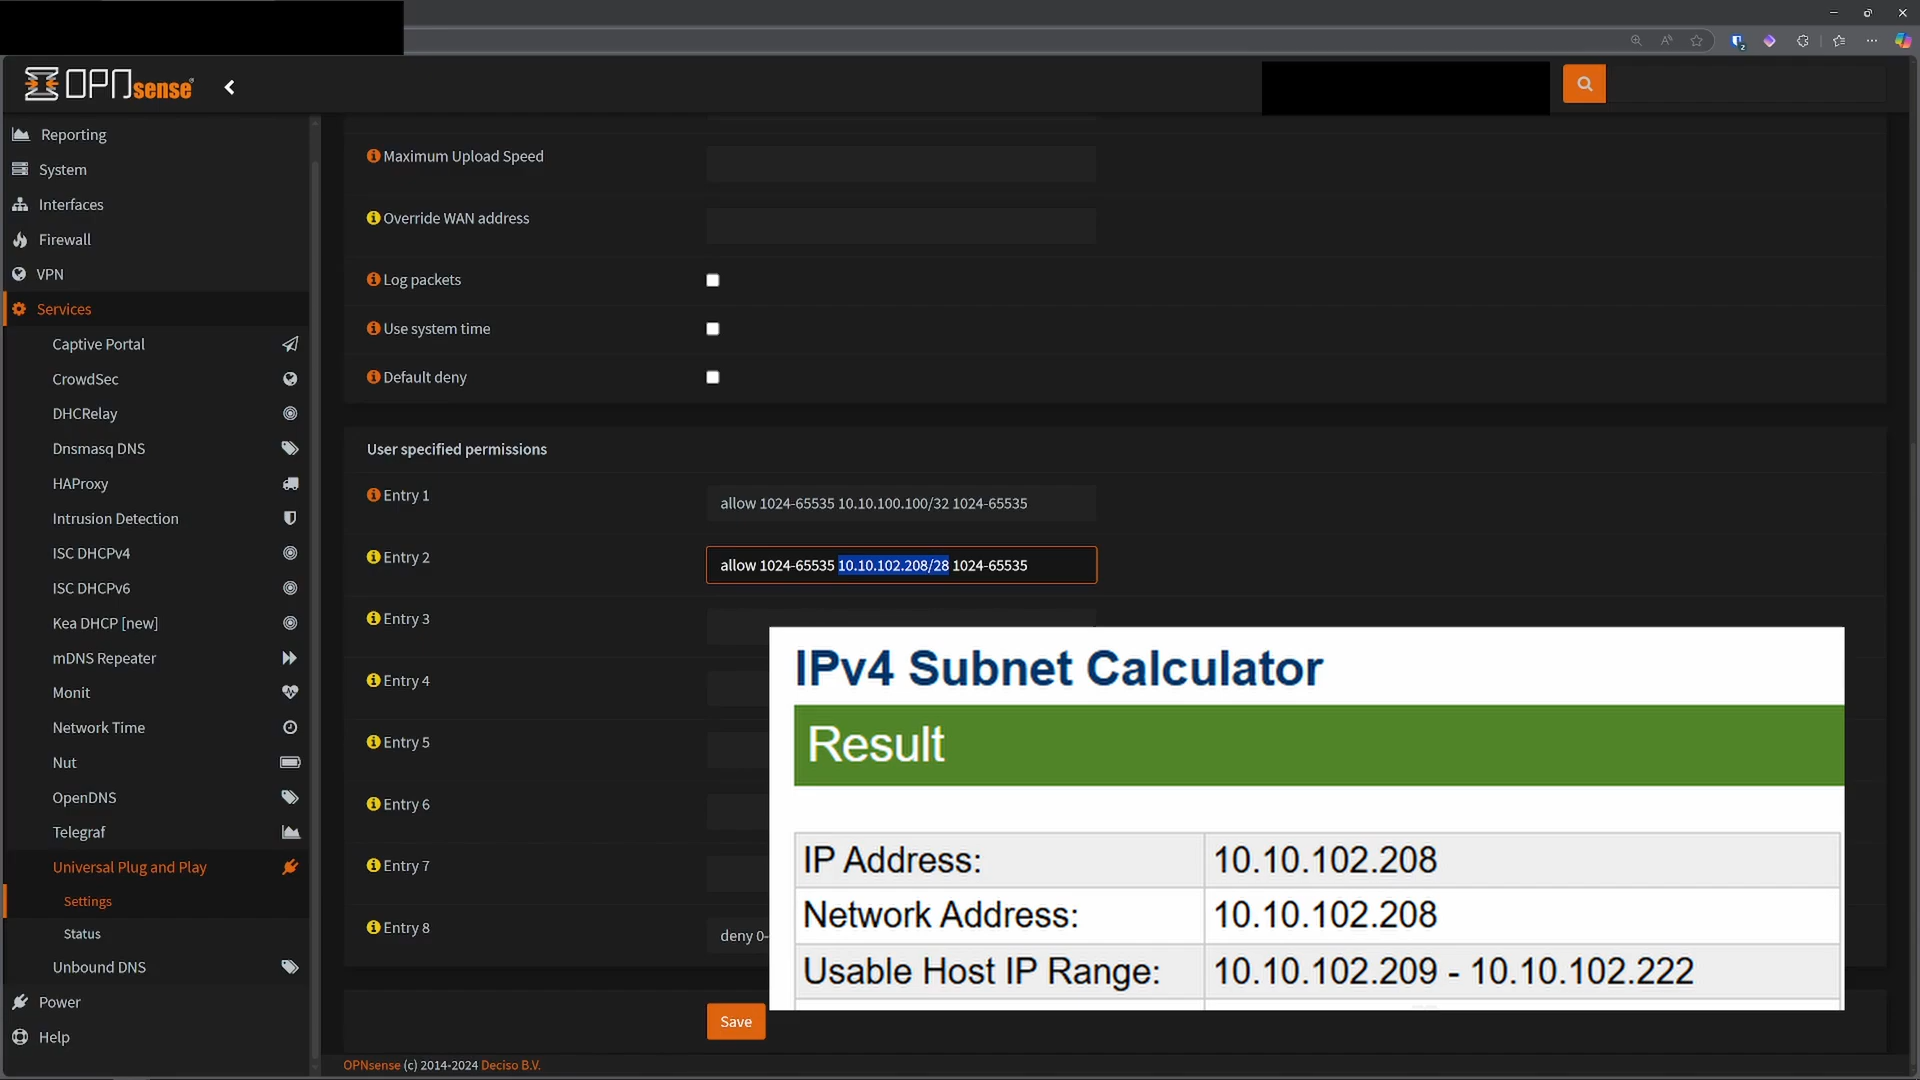 OPNsense
Reporting
System
Interfaces
Firewall
VPN
Services
Captive Portal
CrowdSec
DHCRelay
Dnsmasq DNS
HAProxy
Intrusion Detection
ISC DHCPv4
ISC DHCPv6
Kea DHCP [new]
mDNS Repeater
Monit
Network Time
Nut
OpenDNS
Telegraf
Universal Plug and Play
Settings
Status
Unbound DNS
Power
Help
Maximum Upload Speed
Override WAN address
Log packets
Use system time
Default deny
User specified permissions
Entry 1
allow 1024-65535 10.10.100.100/32 1024-65535
Entry 2
allow 1024-65535 10.10.102.208/28 1024-65535
Entry 3
Entry 4
Entry 5
Entry 6
Entry 7
Entry 8
deny 0-
Save
IPv4 Subnet Calculator
Result
IP Address: 10.10.102.208
Network Address: 10.10.102.208
Usable Host IP Range: 10.10.102.209 - 10.10.102.222
OPNsense (c) 2014-2024 Deciso B.V.